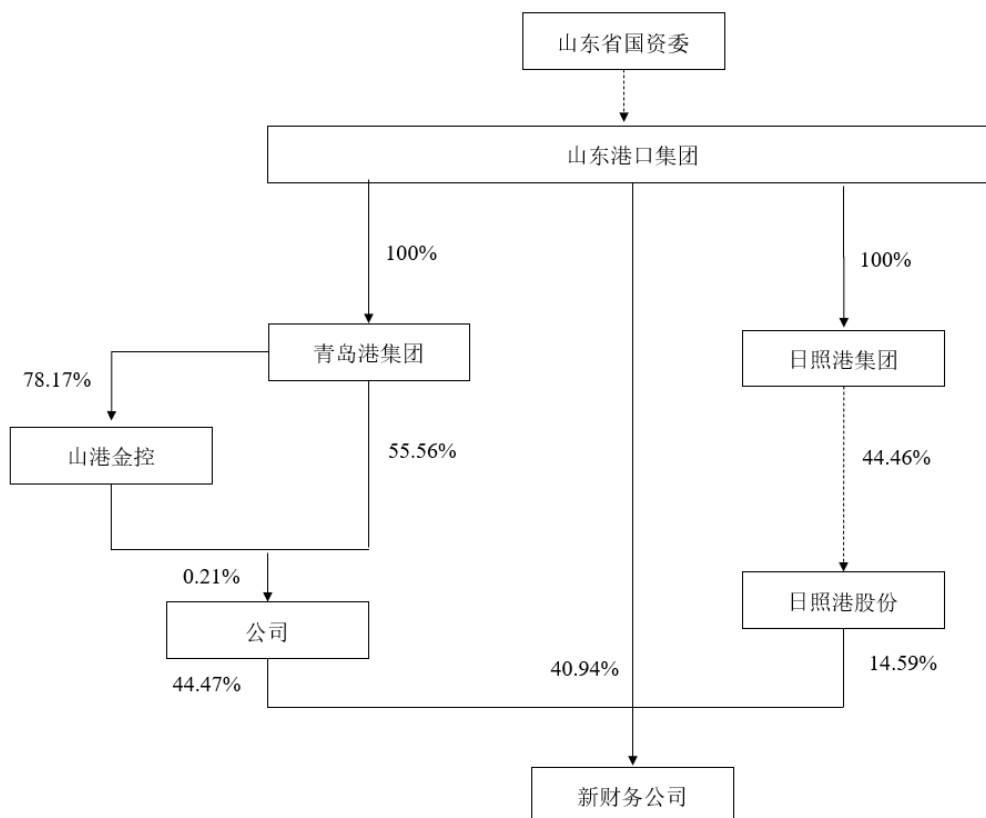 山东省国资委
山东港口集团
100%
100%
青岛港集团
日照港集团
78.17%
山港金控
55.56%
44.46%
0.21%
日照港股份
公司
44.47%
40.94%
14.59%
新财务公司